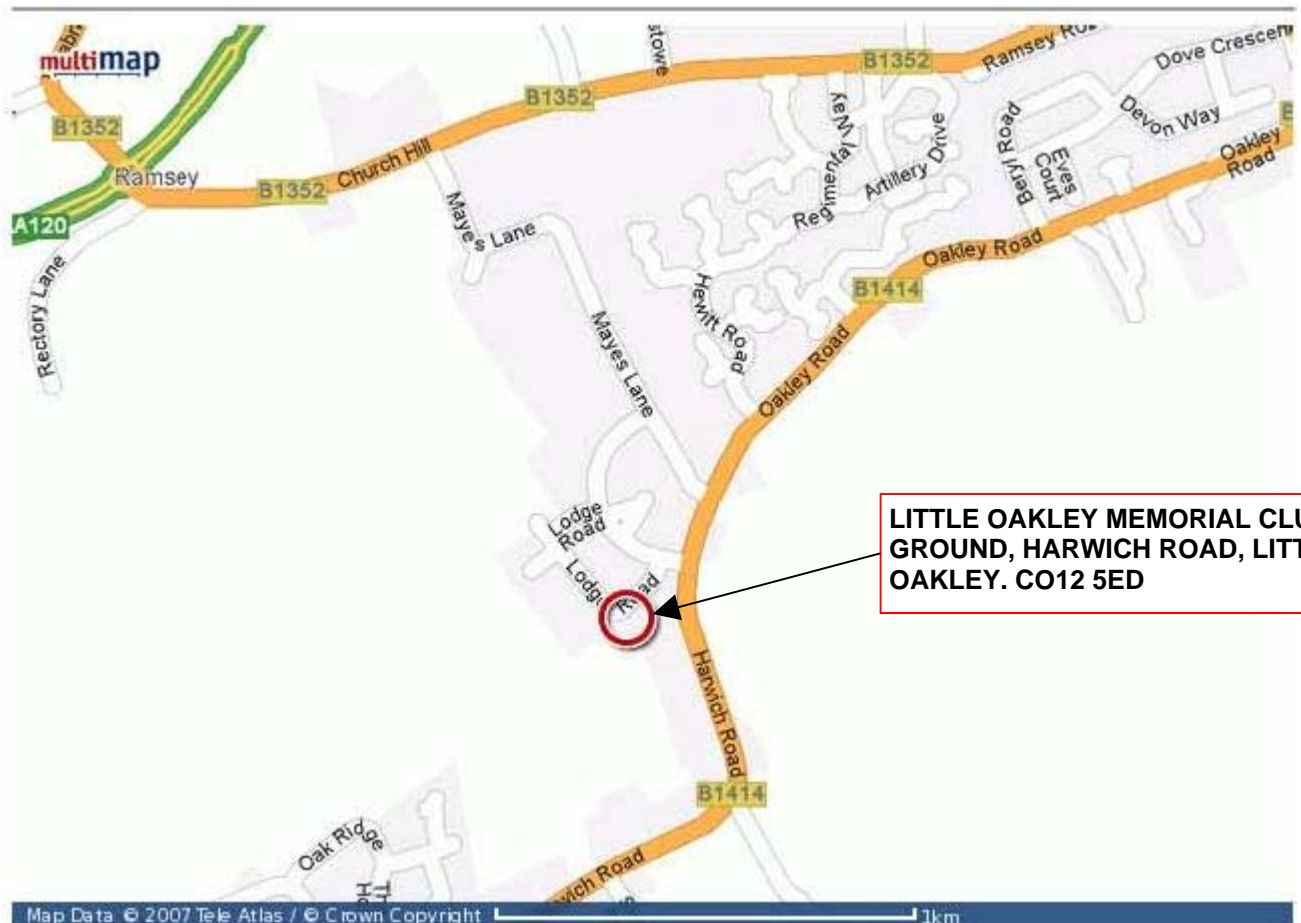 multimap
B1352
Ramsey
A120
Rectory Lane
B1352
Church Hill
B1352
B1352
Ramsey
Dove Crescen
Devon Way
Beryl Road
Eves Court
Oakley Road
Regimental Way
Artillery Drive
Mayes Lane
Mayes Lane
Hewitt Road
Oakley Road
B1414
Oakley Road
Lodge Road
Lodge Road
LITTLE OAKLEY MEMORIAL CLU
GROUND, HARWICH ROAD, LITT
OAKLEY. CO12 5ED
Harwich Road
B1414
Oak Ridge
wich Road
Map Data © 2007 Tele Atlas / © Crown Copyright
1km